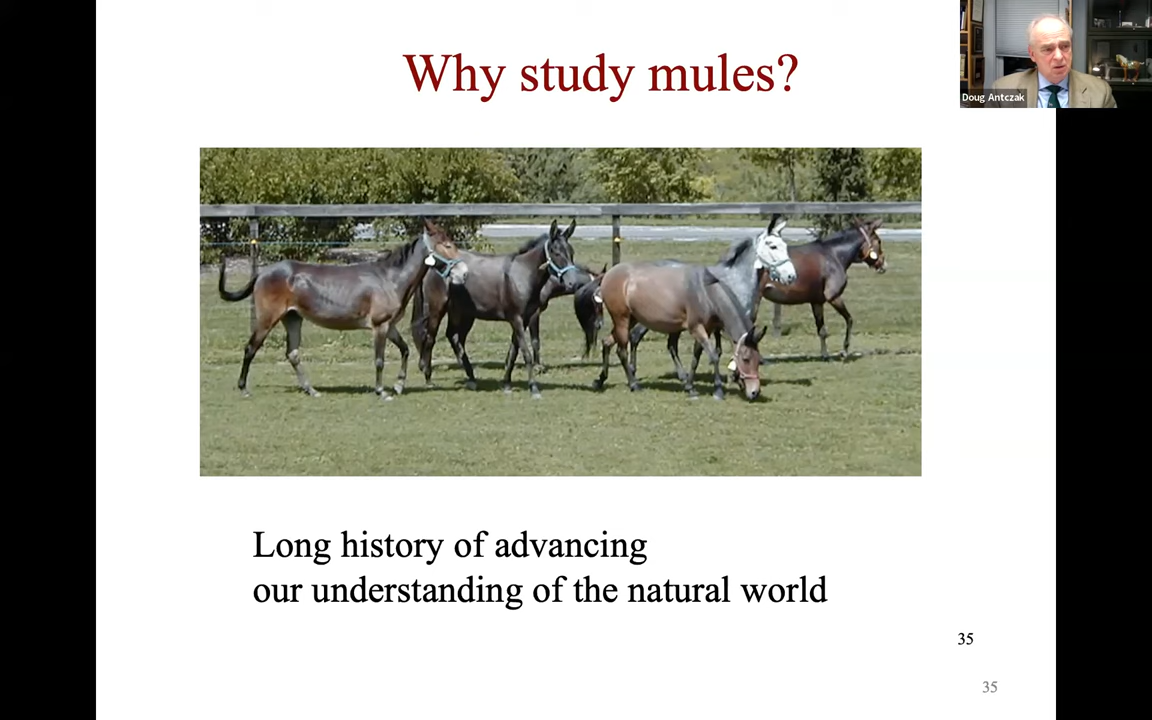 Why study mules?
Doug Antczak
Long history of advancing
our understanding of the natural world
35
35